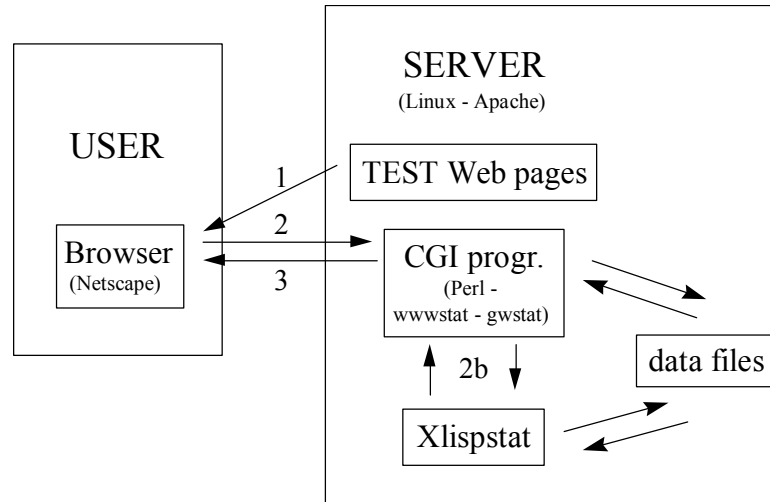 SERVER
(Linux - Apache)
USER
1
TEST Web pages
2
Browser
(Netscape)
3
CGI progr.
(Perl -
wwwstat - gwstat)
data files
2b
Xlispstat